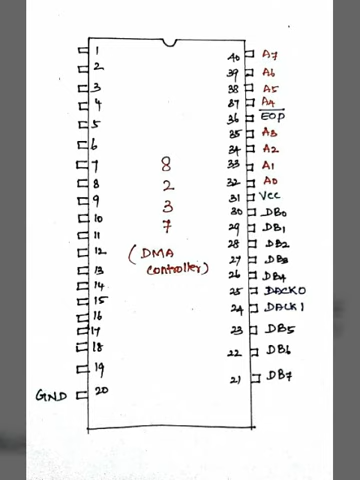 1 40 A7
2 39 A6
3 38 A5
4 37 A4
5 36 EOP
6 35 A3
34 A2
7 8 33 A1
8 2 32 A0
9 3 31 Vcc
10 7 30 DB0
11 29 DB1
12 (DMA 28 DB2
13 controller) 27 DB3
14 26 DB4
15 25 DACK0
16 24 DACK1
17 23 DB5
18 22 DB6
19 21 DB7
GND 20